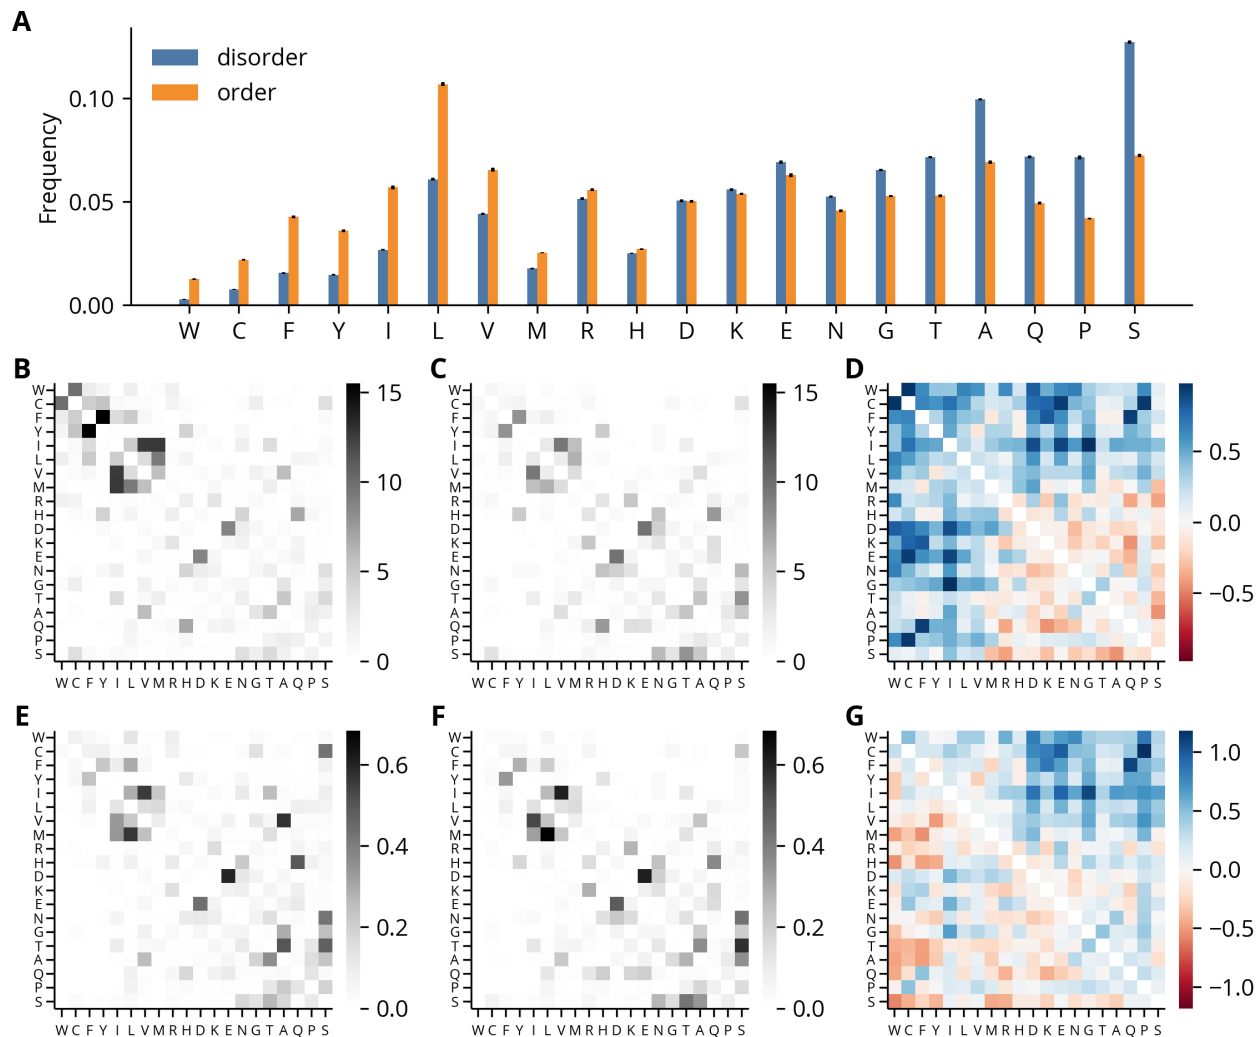 A
disorder
order
Frequency
0.10
0.05
0.00
W C F Y I L V M R H D K E N G T A Q P S
B
W
C
F
Y
I
L
V
M
R
H
D
K
E
N
G
T
A
Q
P
S
W C F Y I L V M R H D K E N G T A Q P S
15
10
5
0
C
W
C
F
Y
I
L
V
M
R
H
D
K
E
N
G
T
A
Q
P
S
W C F Y I L V M R H D K E N G T A Q P S
15
10
5
0
D
W
C
F
Y
I
L
V
M
R
H
D
K
E
N
G
T
A
Q
P
S
W C F Y I L V M R H D K E N G T A Q P S
0.5
0.0
−0.5
E
W
C
F
Y
I
L
V
M
R
H
D
K
E
N
G
T
A
Q
P
S
W C F Y I L V M R H D K E N G T A Q P S
0.6
0.4
0.2
0.0
F
W
C
F
Y
I
L
V
M
R
H
D
K
E
N
G
T
A
Q
P
S
W C F Y I L V M R H D K E N G T A Q P S
0.6
0.4
0.2
0.0
G
W
C
F
Y
I
L
V
M
R
H
D
K
E
N
G
T
A
Q
P
S
W C F Y I L V M R H D K E N G T A Q P S
1.0
0.5
0.0
−0.5
−1.0